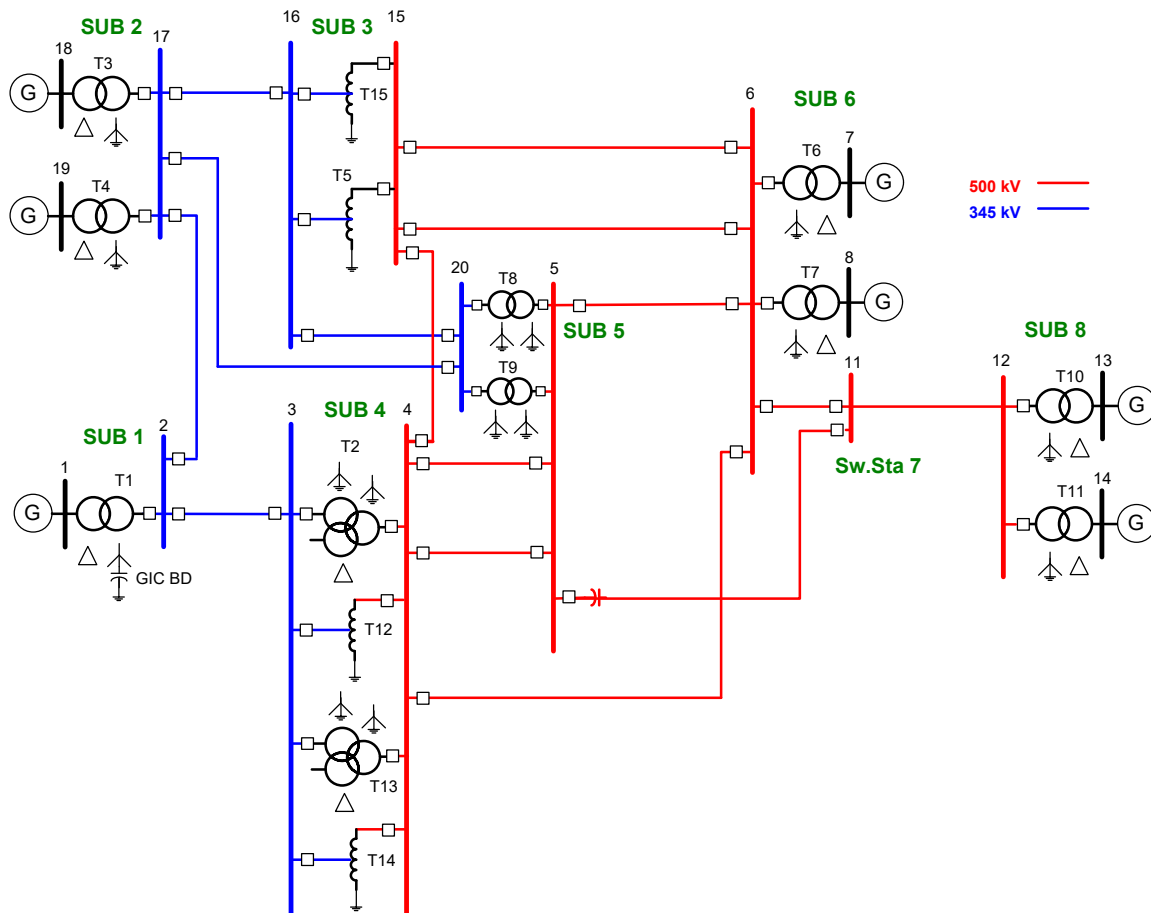 SUB 2
17
16
SUB 3
15
18
T3
G
T15
6
SUB 6
7
T6
G
19
T4
G
T5
500 kV
345 kV
20
T8
5
SUB 5
T7
8
G
T9
11
12
SUB 8
13
T10
G
SUB 1
2
3
SUB 4
4
T2
Sw.Sta 7
1
T1
G
T11
14
G
GIC BD
T12
T13
T14